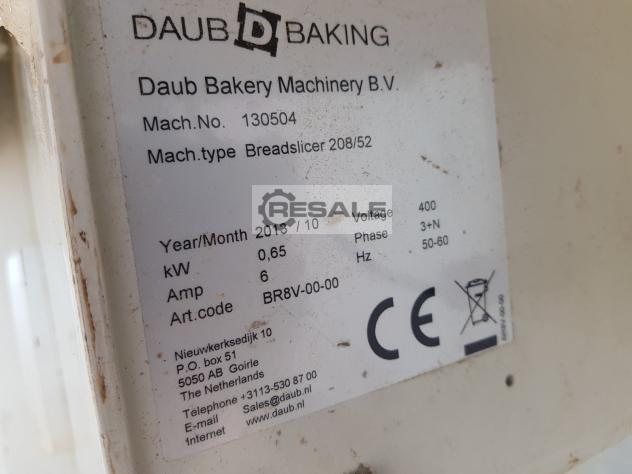 DAUB D BAKING
Daub Bakery Machinery B.V.
Mach.No. 130504
Mach.type Breadslicer 208/52
RESALE
Year/Month 2013 / 10 Voltage 400
kW 0,65 Phase 3+N
Amp 6 Hz 50-60
Art.code BR8V-00-00
Nieuwkerksedijk 10
P.O. box 51
5050 AB Goirle
The Netherlands
Telephone +3113-530 87 00
E-mail Sales@daub.nl
Internet www.daub.nl
CE